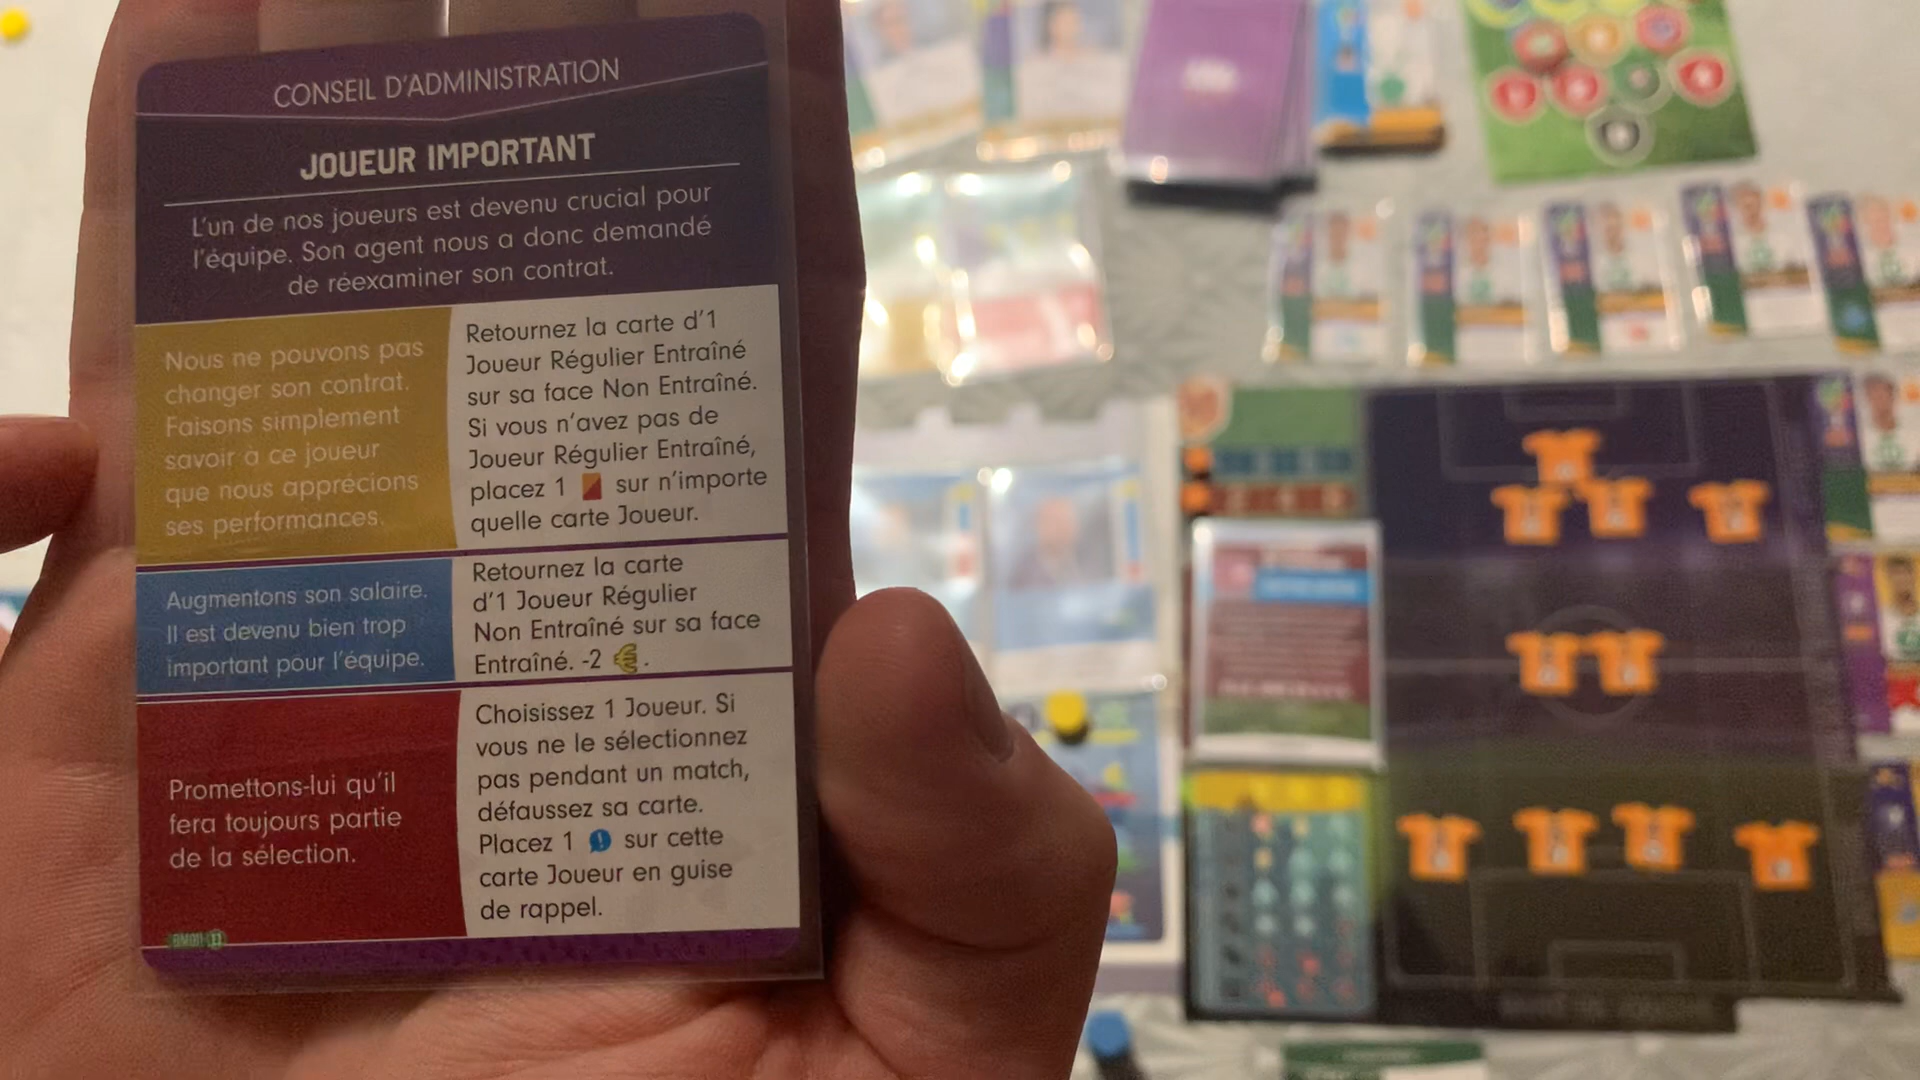 CONSEIL D'ADMINISTRATION
JOUEUR IMPORTANT
L'un de nos joueurs est devenu crucial pour
l'équipe. Son agent nous a donc demandé
de réexaminer son contrat.
Nous ne pouvons pas
changer son contrat.
Faisons simplement
savoir à ce joueur
que nous apprécions
ses performances.
Retournez la carte d'1
Joueur Régulier Entraîné
sur sa face Non Entraîné.
Si vous n'avez pas de
Joueur Régulier Entraîné,
placez 1 sur n'importe
quelle carte Joueur.
Augmentons son salaire.
Il est devenu bien trop
important pour l'équipe.
Retournez la carte
d'1 Joueur Régulier
Non Entraîné sur sa face
Entraîné. -2 €.
Promettons-lui qu'il
fera toujours partie
de la sélection.
Choisissez 1 Joueur. Si
vous ne le sélectionnez
pas pendant un match,
défaussez sa carte.
Placez 1 sur cette
carte Joueur en guise
de rappel.